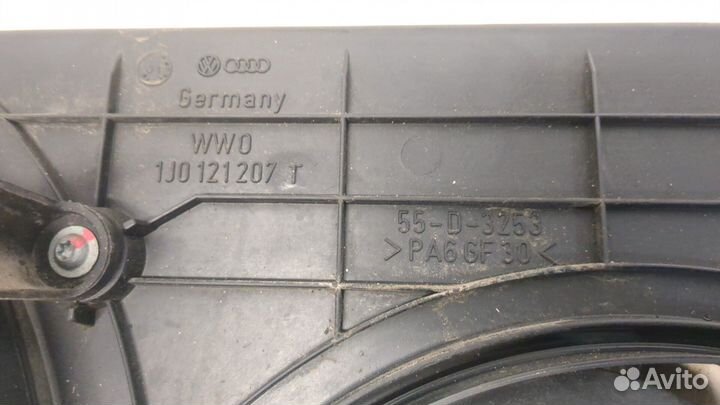 Germany
WWO
1J0 121 207 T
55-D-3253
>PA6 GF 30<
Avito